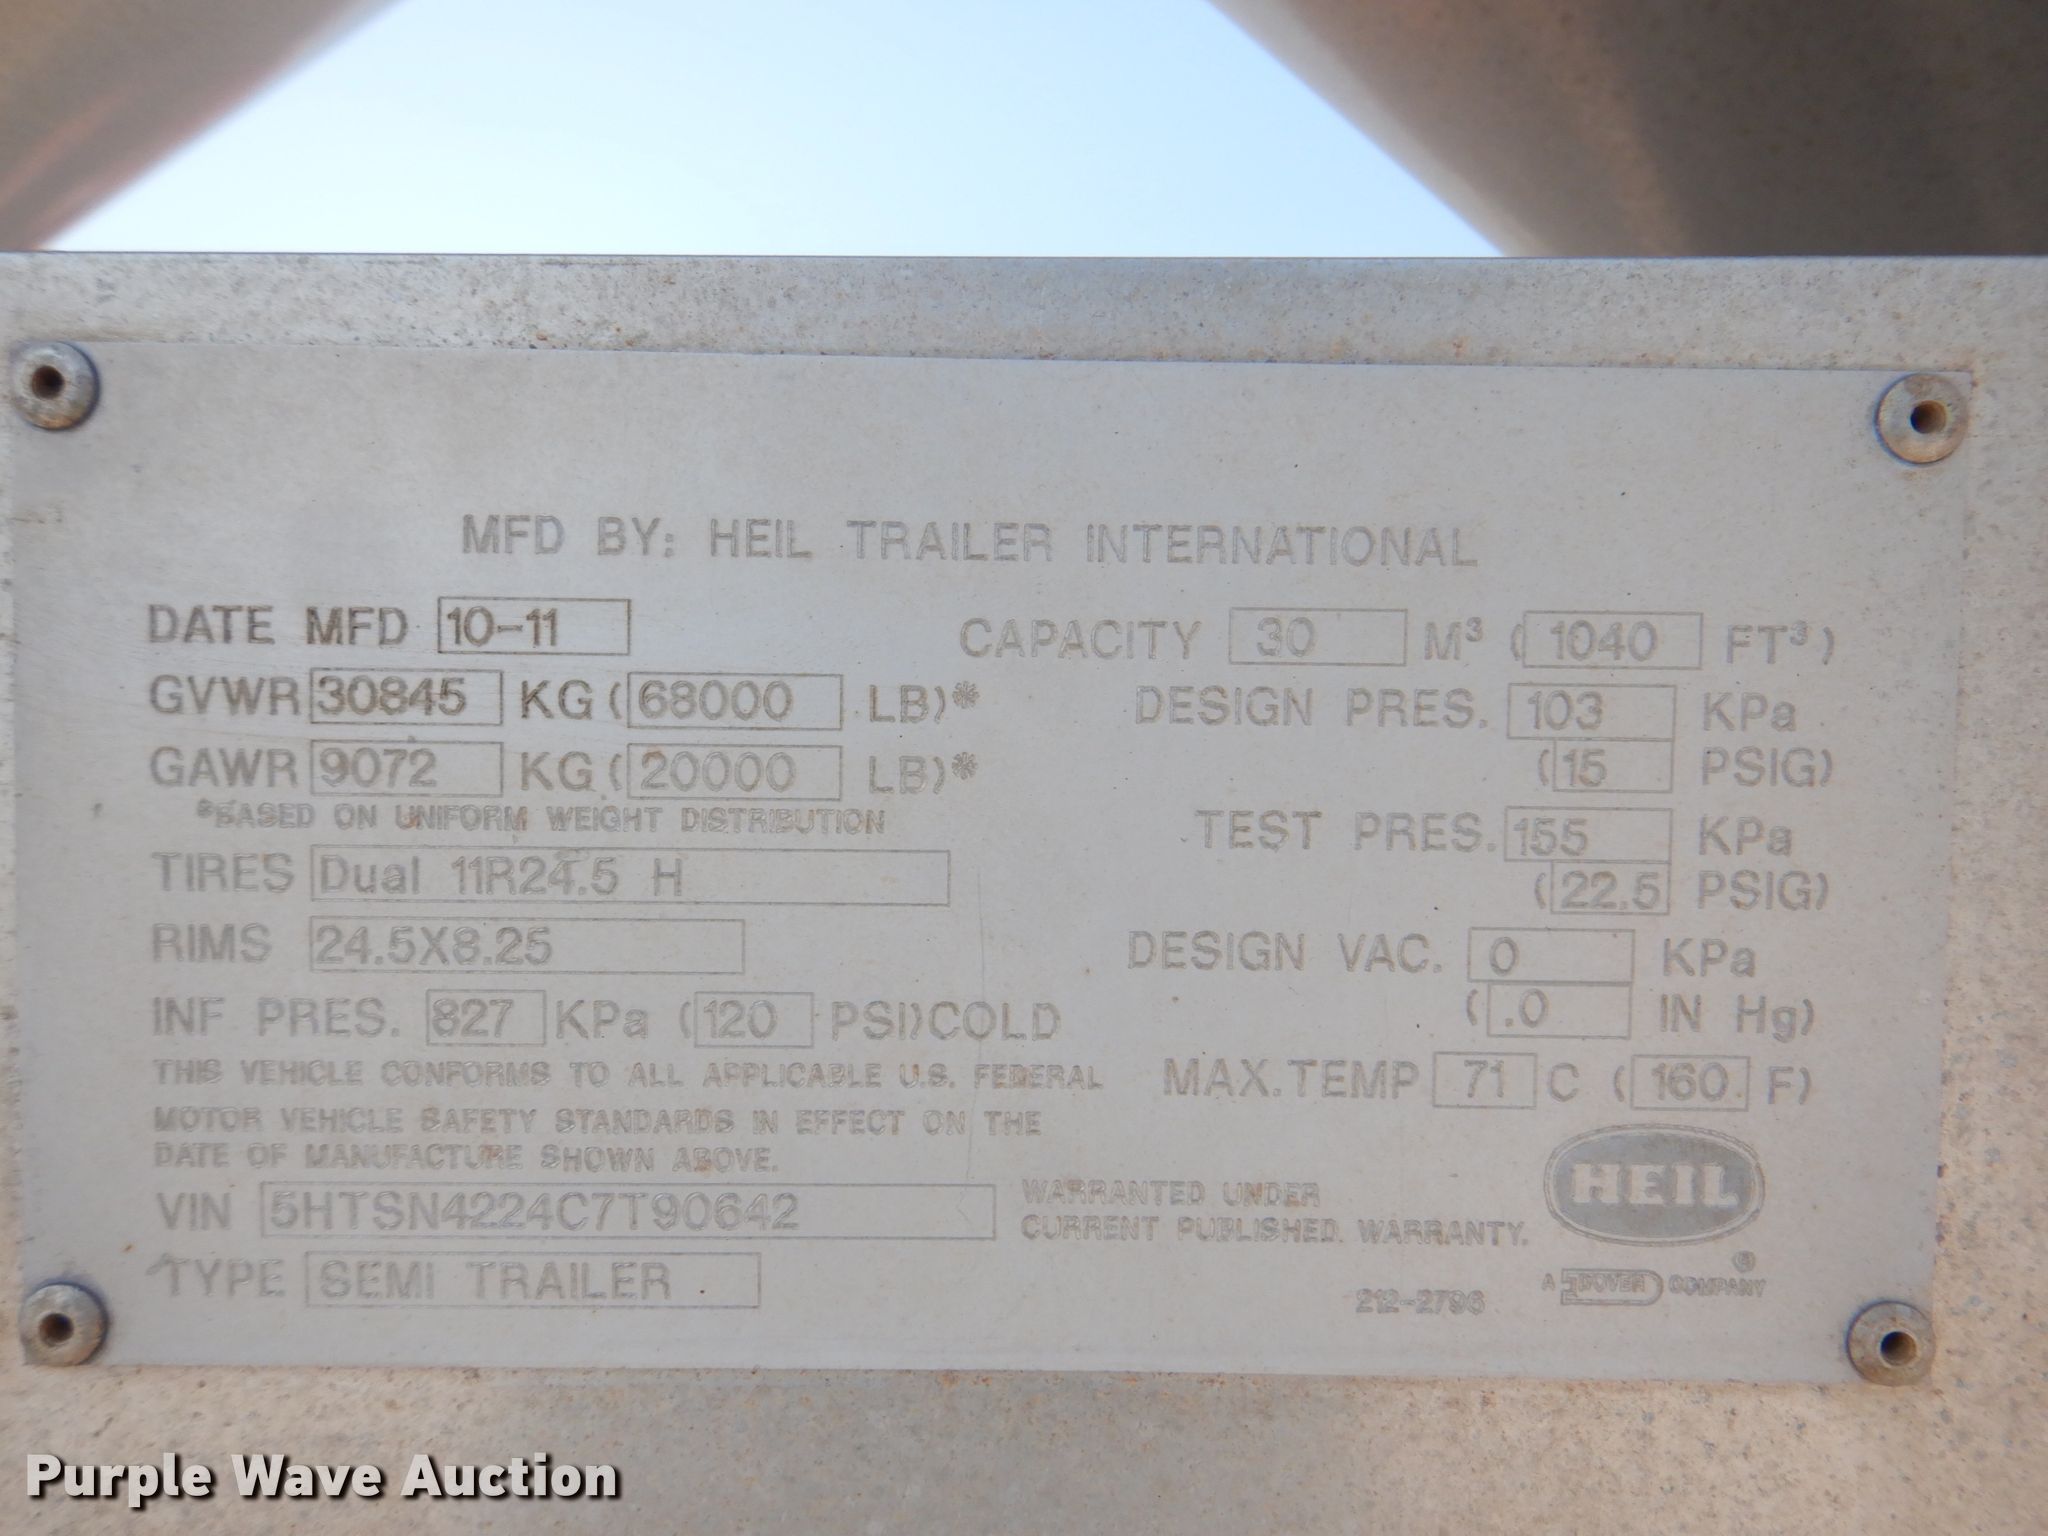 MFD BY: HEIL TRAILER INTERNATIONAL
DATE MFD 10-11
GVWR 30845 KG (68000 LB)*
GAWR 9072 KG (20000 LB)*
*BASED ON UNIFORM WEIGHT DISTRIBUTION
TIRES Dual 11R24.5 H
RIMS 24.5X8.25
INF PRES. 827 KPa (120 PSI)COLD
THIS VEHICLE CONFORMS TO ALL APPLICABLE U.S. FEDERAL
MOTOR VEHICLE SAFETY STANDARDS IN EFFECT ON THE
DATE OF MANUFACTURE SHOWN ABOVE.
VIN 5HTSN4224C7T90642
TYPE SEMI TRAILER
CAPACITY 30 M³ (1040 FT³)
DESIGN PRES. 103 KPa
(15 PSIG)
TEST PRES. 155 KPa
(22.5 PSIG)
DESIGN VAC. 0 KPa
(.0 IN Hg)
MAX.TEMP 71 C (160 F)
WARRANTED UNDER
CURRENT PUBLISHED WARRANTY.
HEIL
®
212-2796
A DOVER COMPANY
Purple Wave Auction